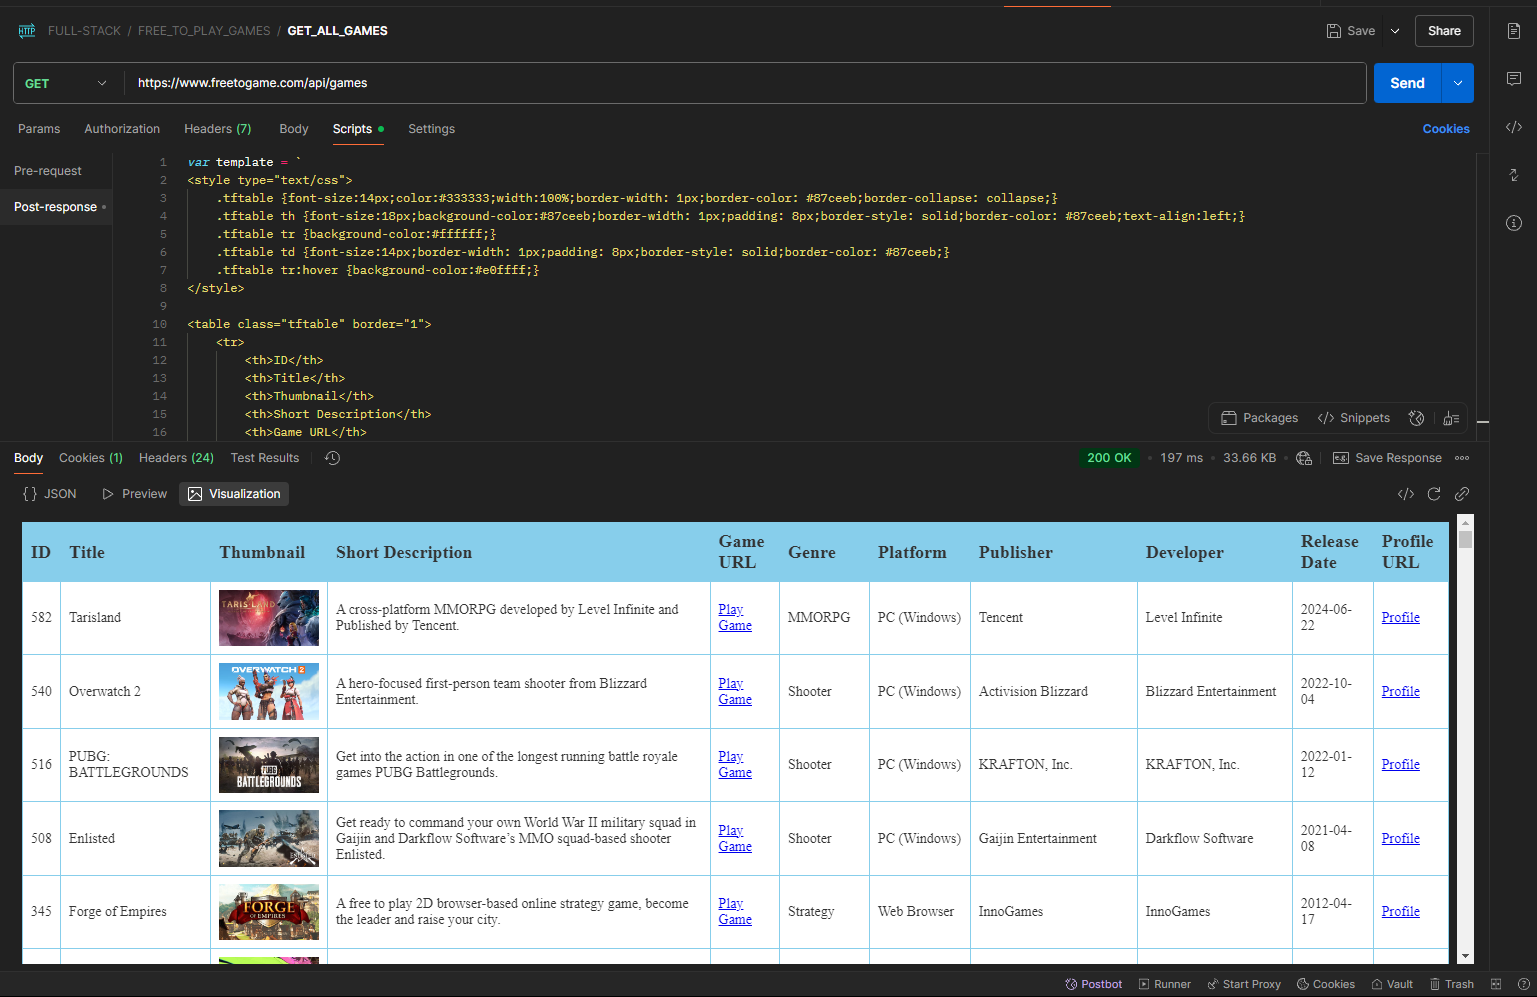 HTTP FULL-STACK / FREE_TO_PLAY_GAMES / GET_ALL_GAMES Save Share
GET https://www.freetogame.com/api/games Send
Params Authorization Headers (7) Body Scripts Settings Cookies
Pre-request
Post-response
1 var template = `
2 <style type="text/css">
3 .tftable {font-size:14px;color:#333333;width:100%;border-width: 1px;border-color: #87ceeb;border-collapse: collapse;}
4 .tftable th {font-size:18px;background-color:#87ceeb;border-width: 1px;padding: 8px;border-style: solid;border-color: #87ceeb;text-align:left;}
5 .tftable tr {background-color:#ffffff;}
6 .tftable td {font-size:14px;border-width: 1px;padding: 8px;border-style: solid;border-color: #87ceeb;}
7 .tftable tr:hover {background-color:#e0ffff;}
8 </style>
9
10 <table class="tftable" border="1">
11 <tr>
12 <th>ID</th>
13 <th>Title</th>
14 <th>Thumbnail</th>
15 <th>Short Description</th>
16 <th>Game URL</th>
Packages Snippets
Body Cookies (1) Headers (24) Test Results 200 OK 197 ms 33.66 KB e.g. Save Response
{} JSON Preview Visualization
ID Title Thumbnail Short Description Game URL Genre Platform Publisher Developer Release Date Profile URL
582 Tarisland TARISLAND A cross-platform MMORPG developed by Level Infinite and Published by Tencent. Play Game MMORPG PC (Windows) Tencent Level Infinite 2024-06-22 Profile
540 Overwatch 2 OVERWATCH 2 A hero-focused first-person team shooter from Blizzard Entertainment. Play Game Shooter PC (Windows) Activision Blizzard Blizzard Entertainment 2022-10-04 Profile
516 PUBG: BATTLEGROUNDS PUBG BATTLEGROUNDS Get into the action in one of the longest running battle royale games PUBG Battlegrounds. Play Game Shooter PC (Windows) KRAFTON, Inc. KRAFTON, Inc. 2022-01-12 Profile
508 Enlisted Get ready to command your own World War II military squad in Gaijin and Darkflow Software’s MMO squad-based shooter Enlisted. Play Game Shooter PC (Windows) Gaijin Entertainment Darkflow Software 2021-04-08 Profile
345 Forge of Empires FORGE OF EMPIRES A free to play 2D browser-based online strategy game, become the leader and raise your city. Play Game Strategy Web Browser InnoGames InnoGames 2012-04-17 Profile
Postbot Runner Start Proxy Cookies Vault Trash